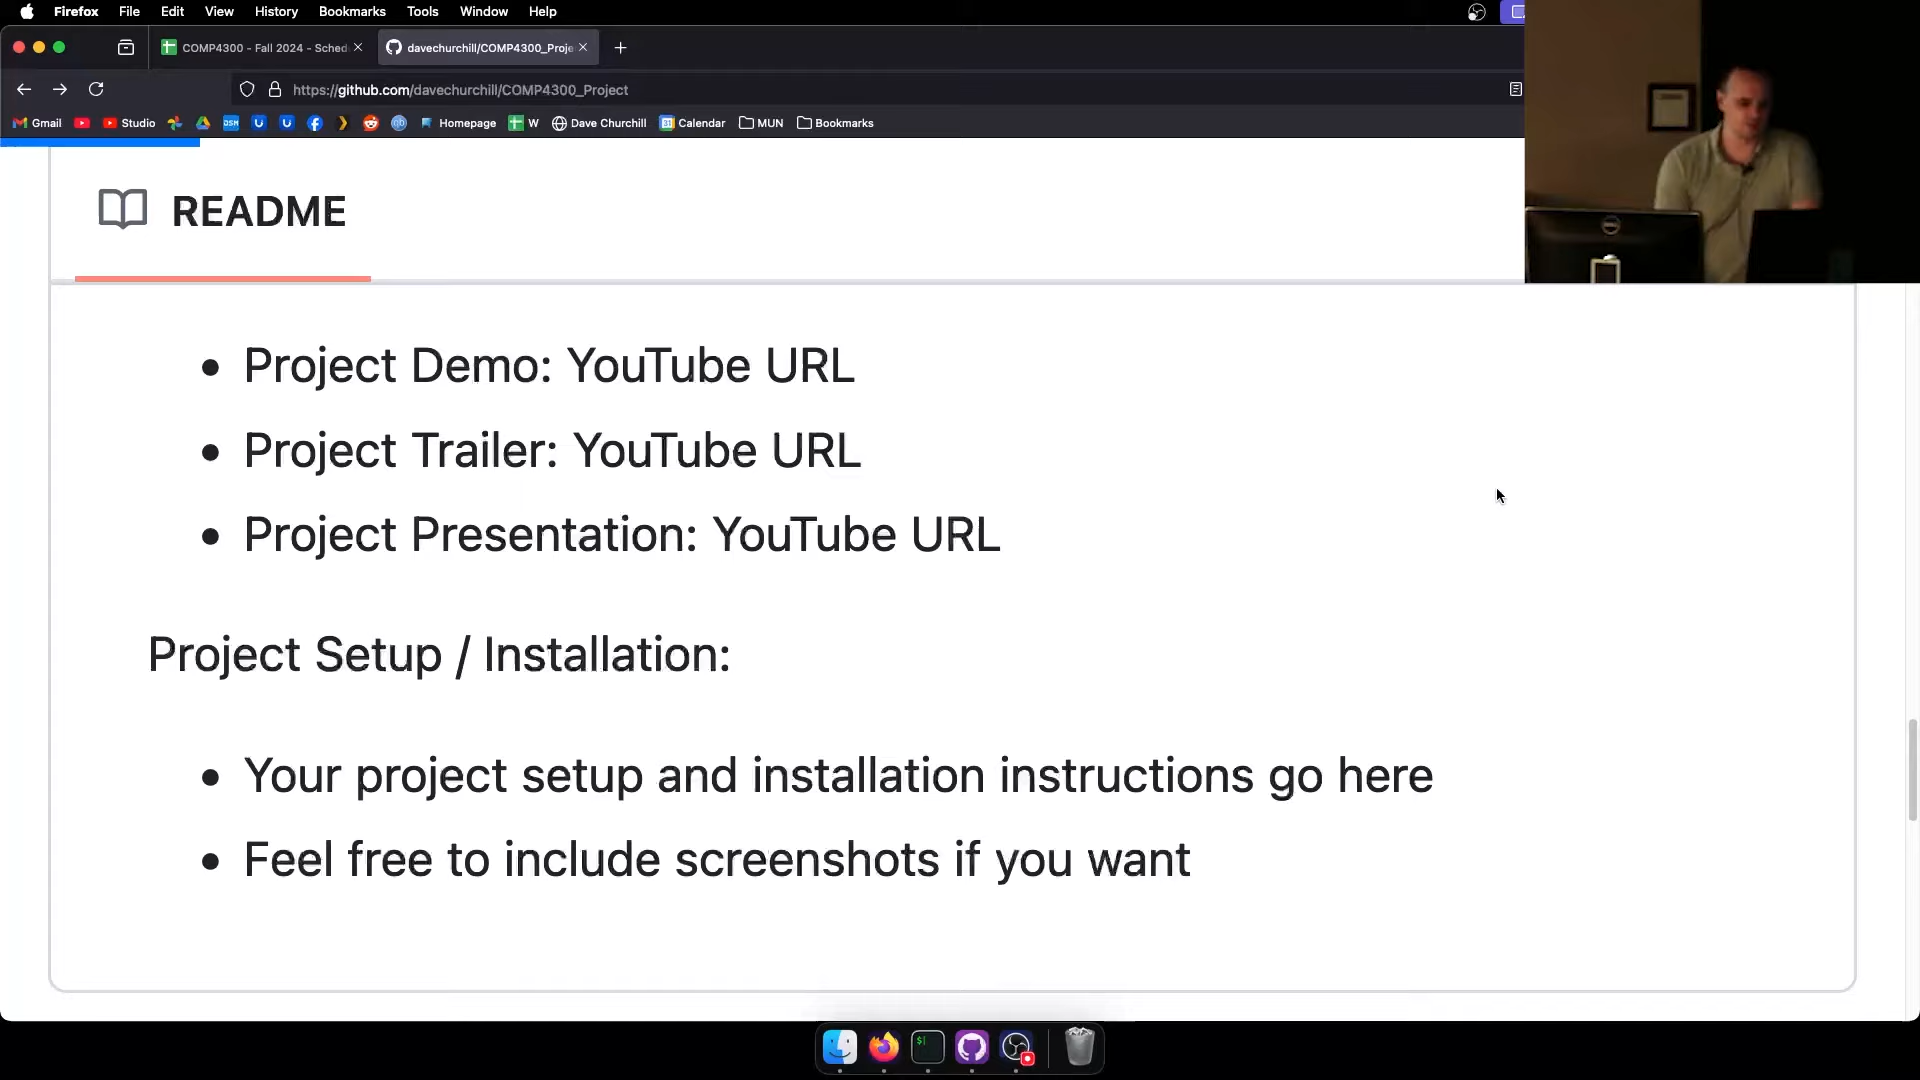 Firefox File Edit View History Bookmarks Tools Window Help
COMP4300 - Fall 2024 - Sched
davechurchill/COMP4300_Proje
https://github.com/davechurchill/COMP4300_Project
Gmail Studio DSM Homepage W Dave Churchill Calendar MUN Bookmarks
README
• Project Demo: YouTube URL
• Project Trailer: YouTube URL
• Project Presentation: YouTube URL
Project Setup / Installation:
• Your project setup and installation instructions go here
• Feel free to include screenshots if you want